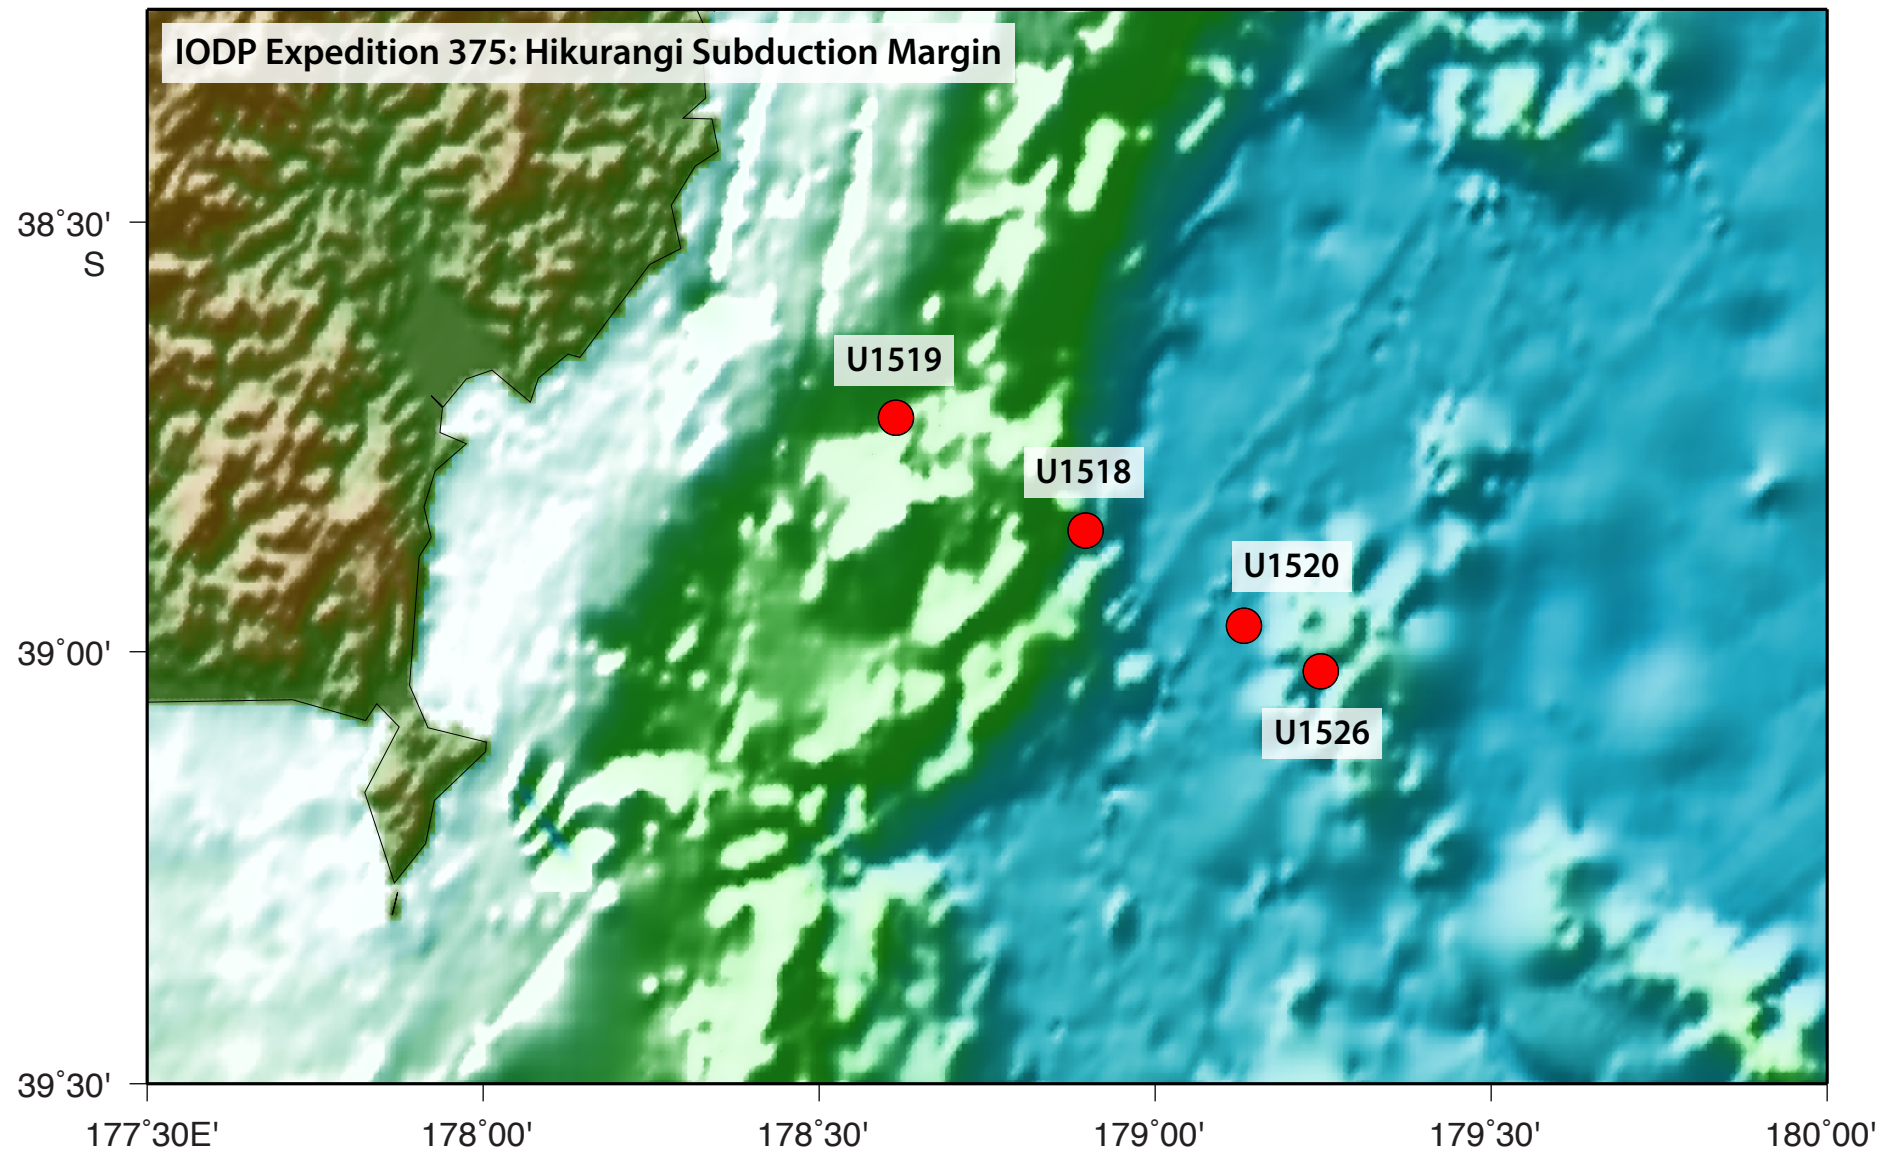 IODP Expedition 375: Hikurangi Subduction Margin
38˚30'
S
U1519
U1518
U1520
39˚00'
U1526
39˚30'
177˚30E'
178˚00'
178˚30'
179˚00'
179˚30'
180˚00'